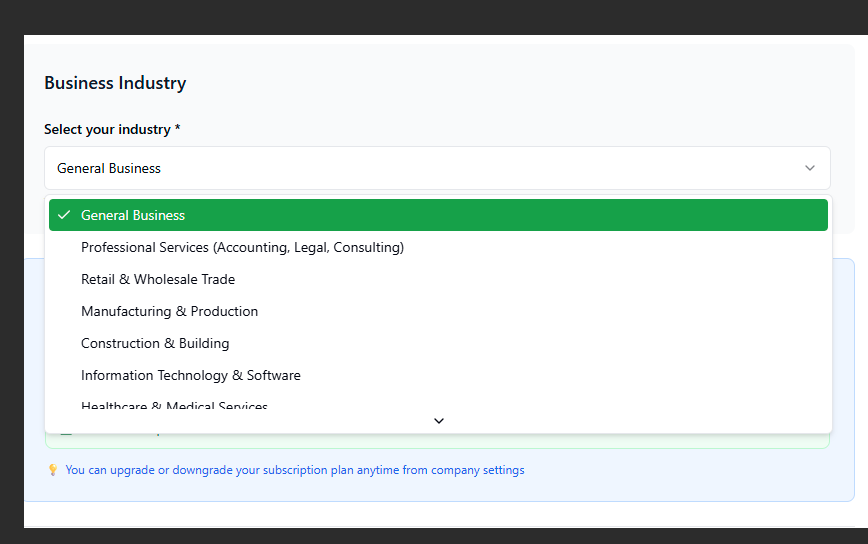 Business Industry
Select your industry *
General Business
General Business
Professional Services (Accounting, Legal, Consulting)
Retail & Wholesale Trade
Manufacturing & Production
Construction & Building
Information Technology & Software
Healthcare & Medical Services
You can upgrade or downgrade your subscription plan anytime from company settings